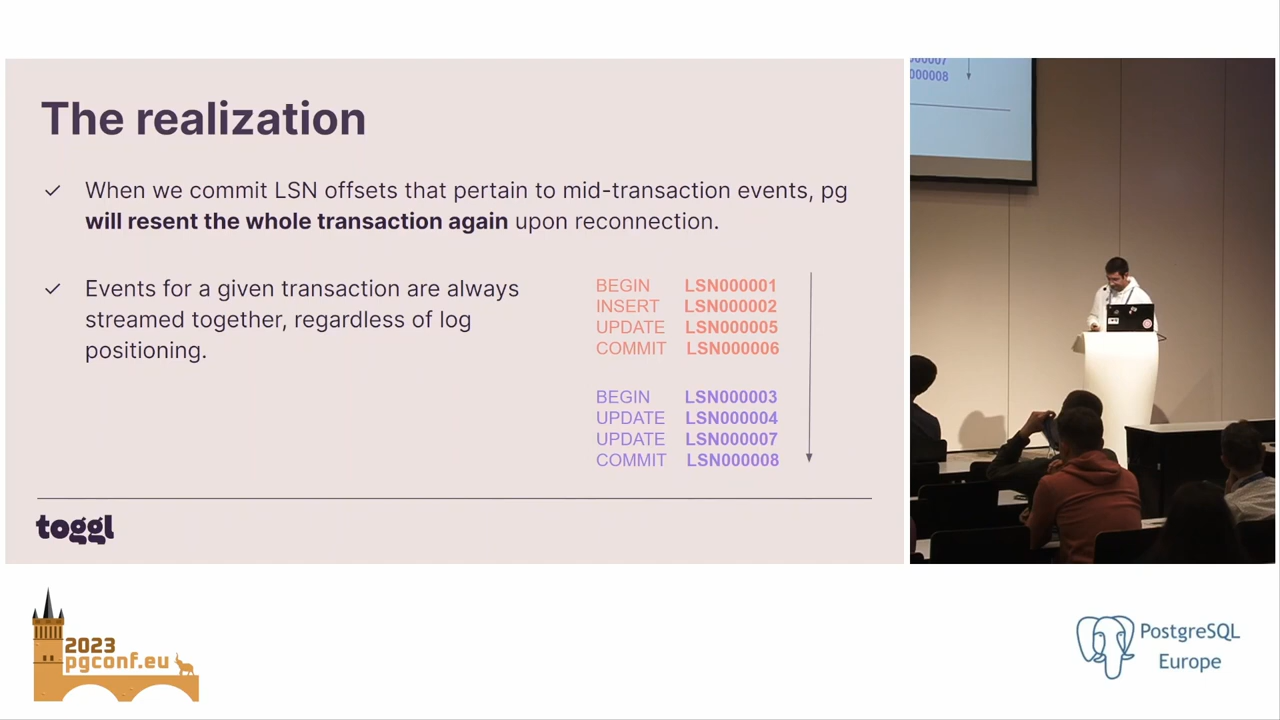 The realization
When we commit LSN offsets that pertain to mid-transaction events, pg
will resent the whole transaction again upon reconnection.
Events for a given transaction are always
streamed together, regardless of log
positioning.
BEGIN LSN000001
INSERT LSN000002
UPDATE LSN000005
COMMIT LSN000006
BEGIN LSN000003
UPDATE LSN000004
UPDATE LSN000007
COMMIT LSN000008
toggl
000008
2023
pgconf.eu
PostgreSQL
Europe